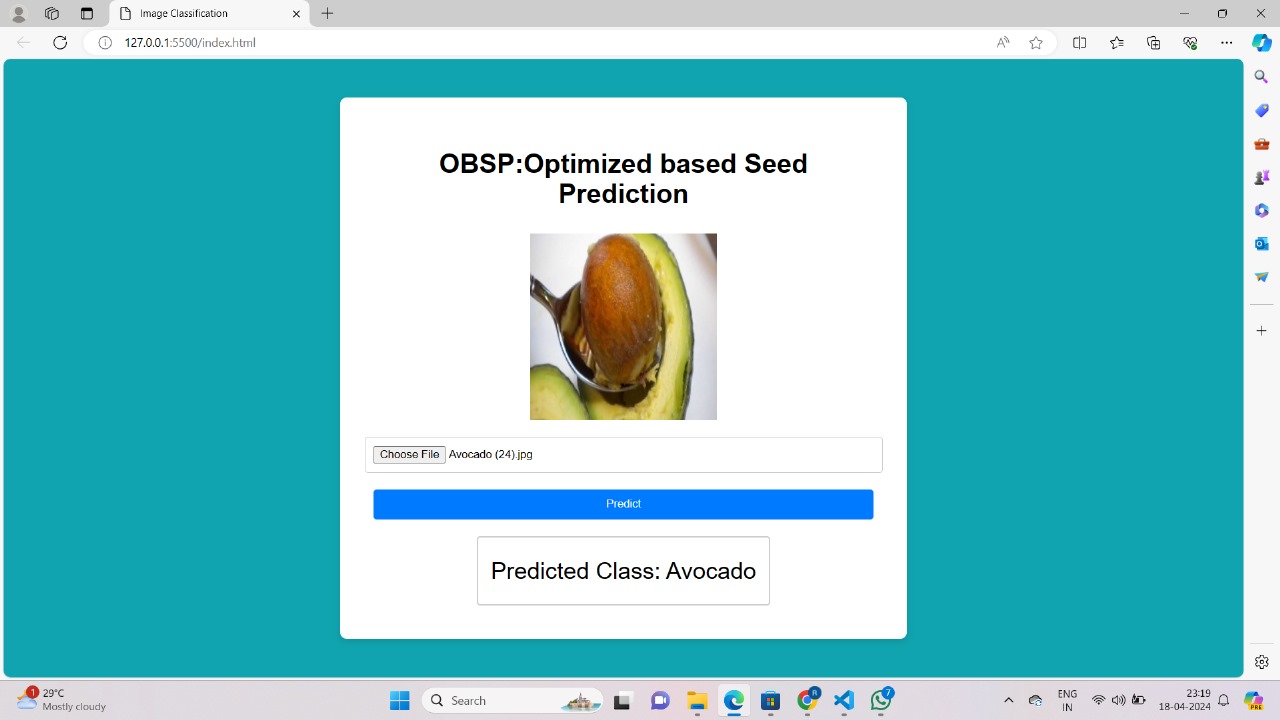 Image Classification
127.0.0.1:5500/index.html
OBSP:Optimized based Seed
Prediction
Choose File Avocado (24).jpg
Predict
Predicted Class: Avocado
1
29°C
Mostly cloudy
Search
R
7
ENG
IN
23:19
18-04-2024
PRE